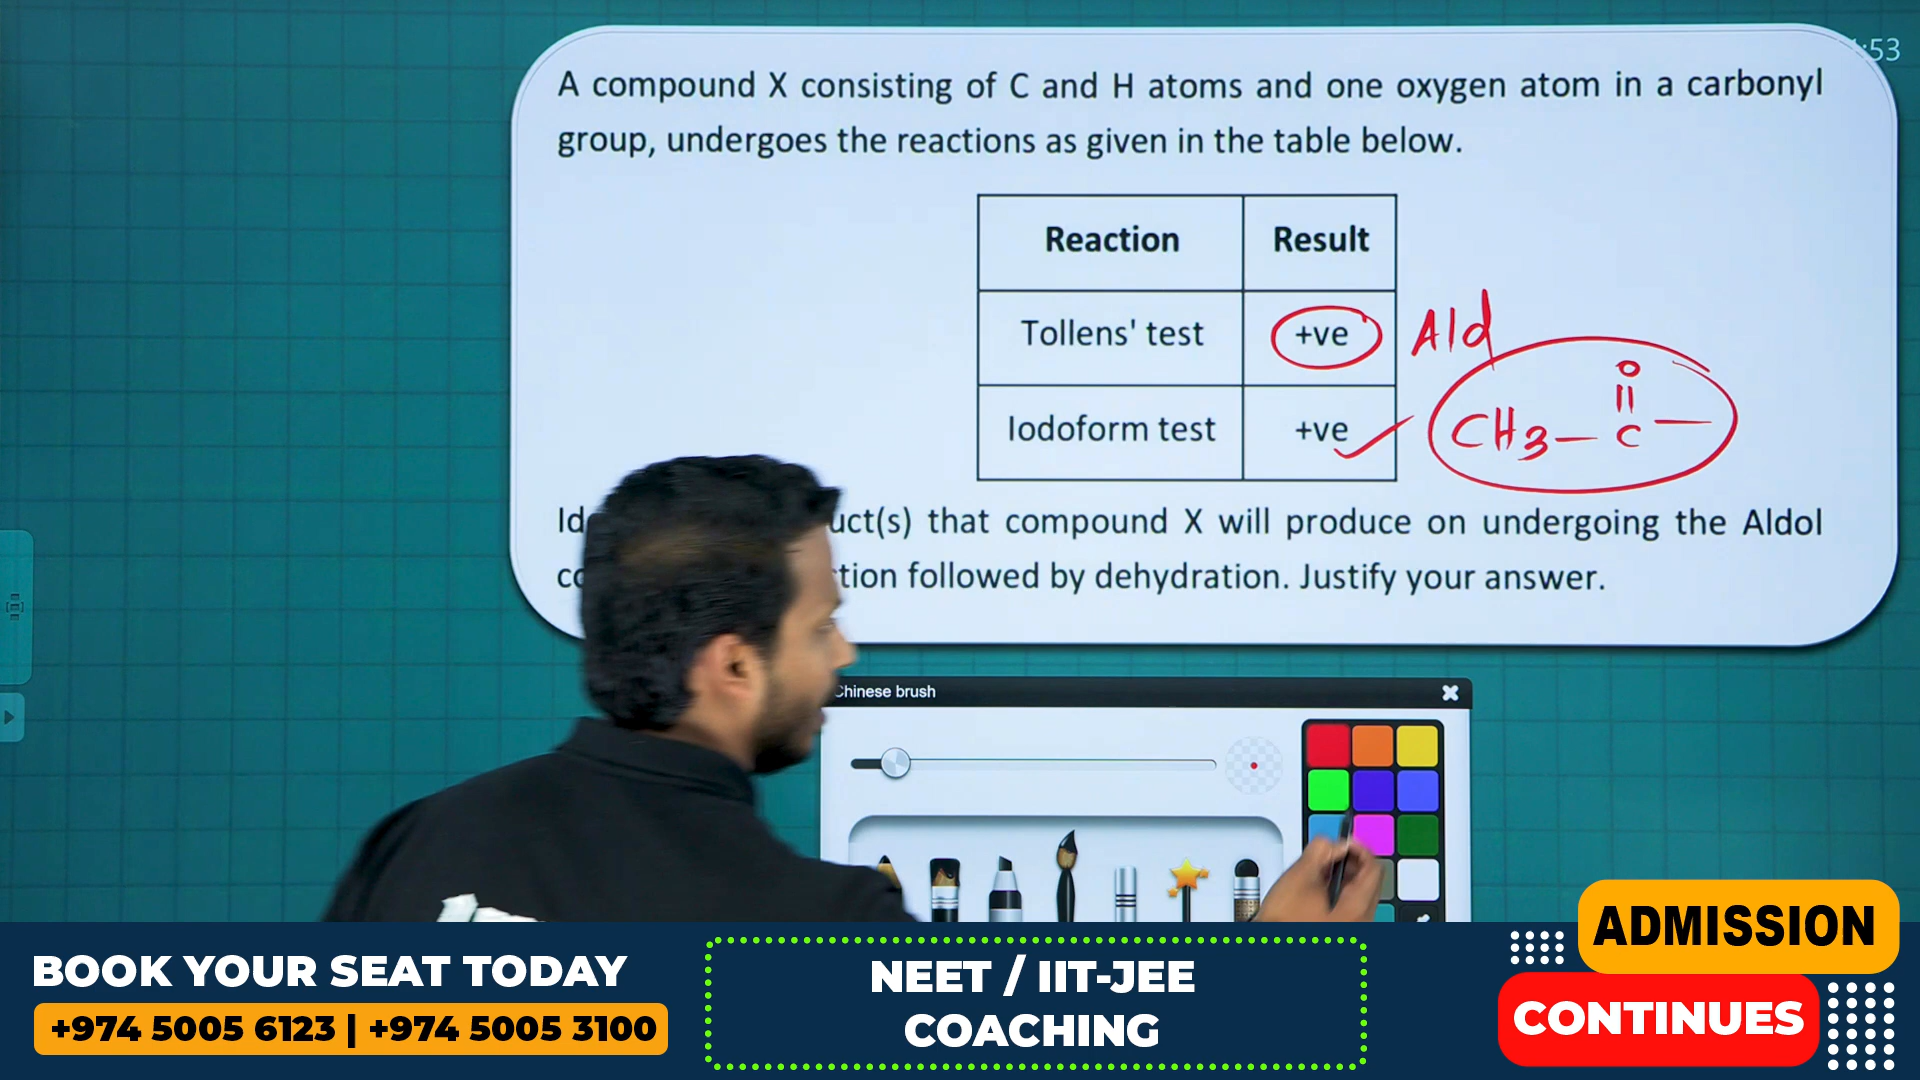 :53
A compound X consisting of C and H atoms and one oxygen atom in a carbonyl
group, undergoes the reactions as given in the table below.
Reaction Result
Tollens' test +ve Ald
O
||
Iodoform test +ve CH3 — C —
uct(s) that compound X will produce on undergoing the Aldol
tion followed by dehydration. Justify your answer.
Chinese brush
BOOK YOUR SEAT TODAY
+974 5005 6123 | +974 5005 3100
NEET / IIT-JEE
COACHING
ADMISSION
CONTINUES